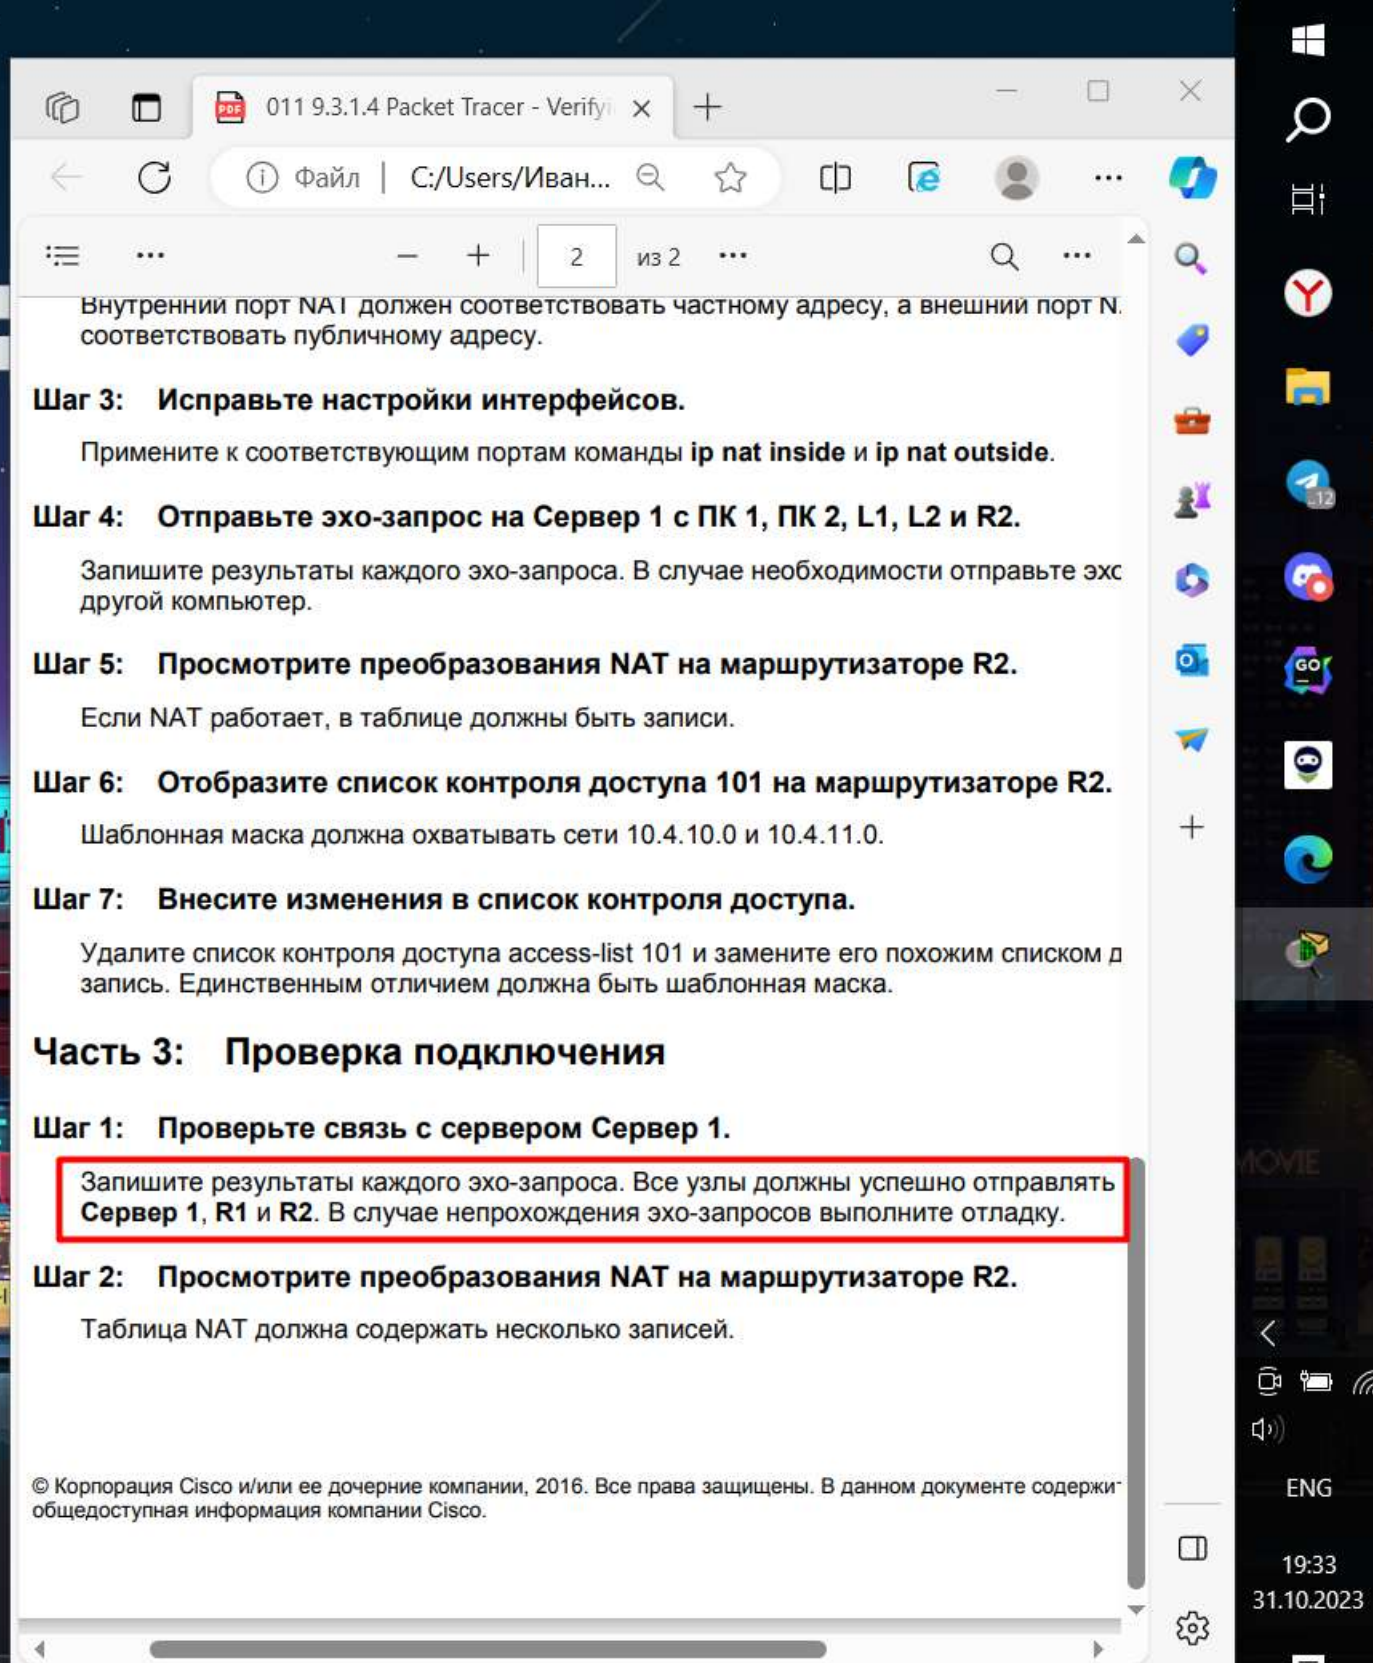 011 9.3.1.4 Packet Tracer - Verifyi
Файл | C:/Users/Иван...
2 из 2
Внутренний порт NAT должен соответствовать частному адресу, а внешний порт N
соответствовать публичному адресу.
Шаг 3: Исправьте настройки интерфейсов.
Примените к соответствующим портам команды ip nat inside и ip nat outside.
Шаг 4: Отправьте эхо-запрос на Сервер 1 с ПК 1, ПК 2, L1, L2 и R2.
Запишите результаты каждого эхо-запроса. В случае необходимости отправьте эхо
другой компьютер.
Шаг 5: Просмотрите преобразования NAT на маршрутизаторе R2.
Если NAT работает, в таблице должны быть записи.
Шаг 6: Отобразите список контроля доступа 101 на маршрутизаторе R2.
Шаблонная маска должна охватывать сети 10.4.10.0 и 10.4.11.0.
Шаг 7: Внесите изменения в список контроля доступа.
Удалите список контроля доступа access-list 101 и замените его похожим списком д
запись. Единственным отличием должна быть шаблонная маска.
Часть 3: Проверка подключения
Шаг 1: Проверьте связь с сервером Сервер 1.
Запишите результаты каждого эхо-запроса. Все узлы должны успешно отправлять
Сервер 1, R1 и R2. В случае непрохождения эхо-запросов выполните отладку.
Шаг 2: Просмотрите преобразования NAT на маршрутизаторе R2.
Таблица NAT должна содержать несколько записей.
© Корпорация Cisco и/или ее дочерние компании, 2016. Все права защищены. В данном документе содержит
общедоступная информация компании Cisco.
PDF
12
GO
MOVIE
ENG
19:33
31.10.2023